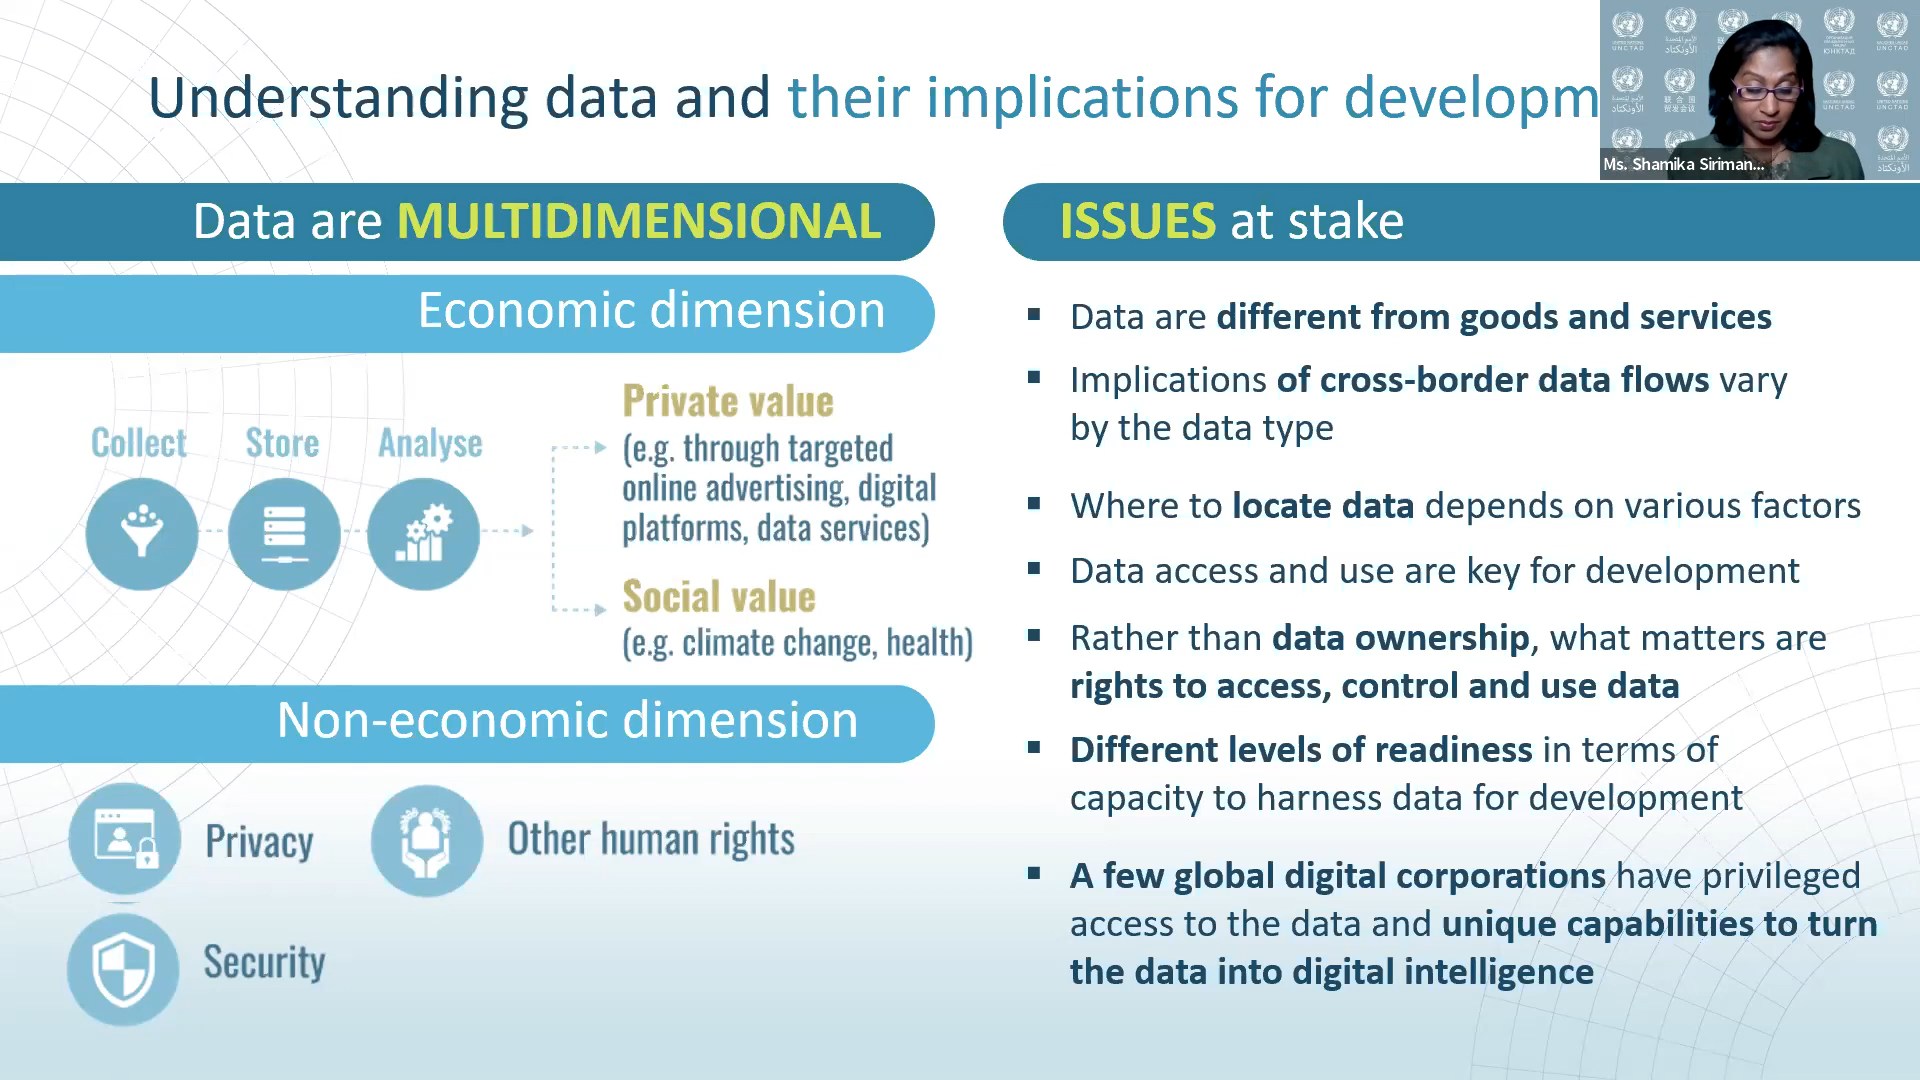 Understanding data and their implications for developm
Ms. Shamika Siriman...
Data are MULTIDIMENSIONAL
Economic dimension
Collect
Store
Analyse
Private value
(e.g. through targeted
online advertising, digital
platforms, data services)
Social value
(e.g. climate change, health)
Non-economic dimension
Privacy
Other human rights
Security
ISSUES at stake
Data are different from goods and services
Implications of cross-border data flows vary
by the data type
Where to locate data depends on various factors
Data access and use are key for development
Rather than data ownership, what matters are
rights to access, control and use data
Different levels of readiness in terms of
capacity to harness data for development
A few global digital corporations have privileged
access to the data and unique capabilities to turn
the data into digital intelligence